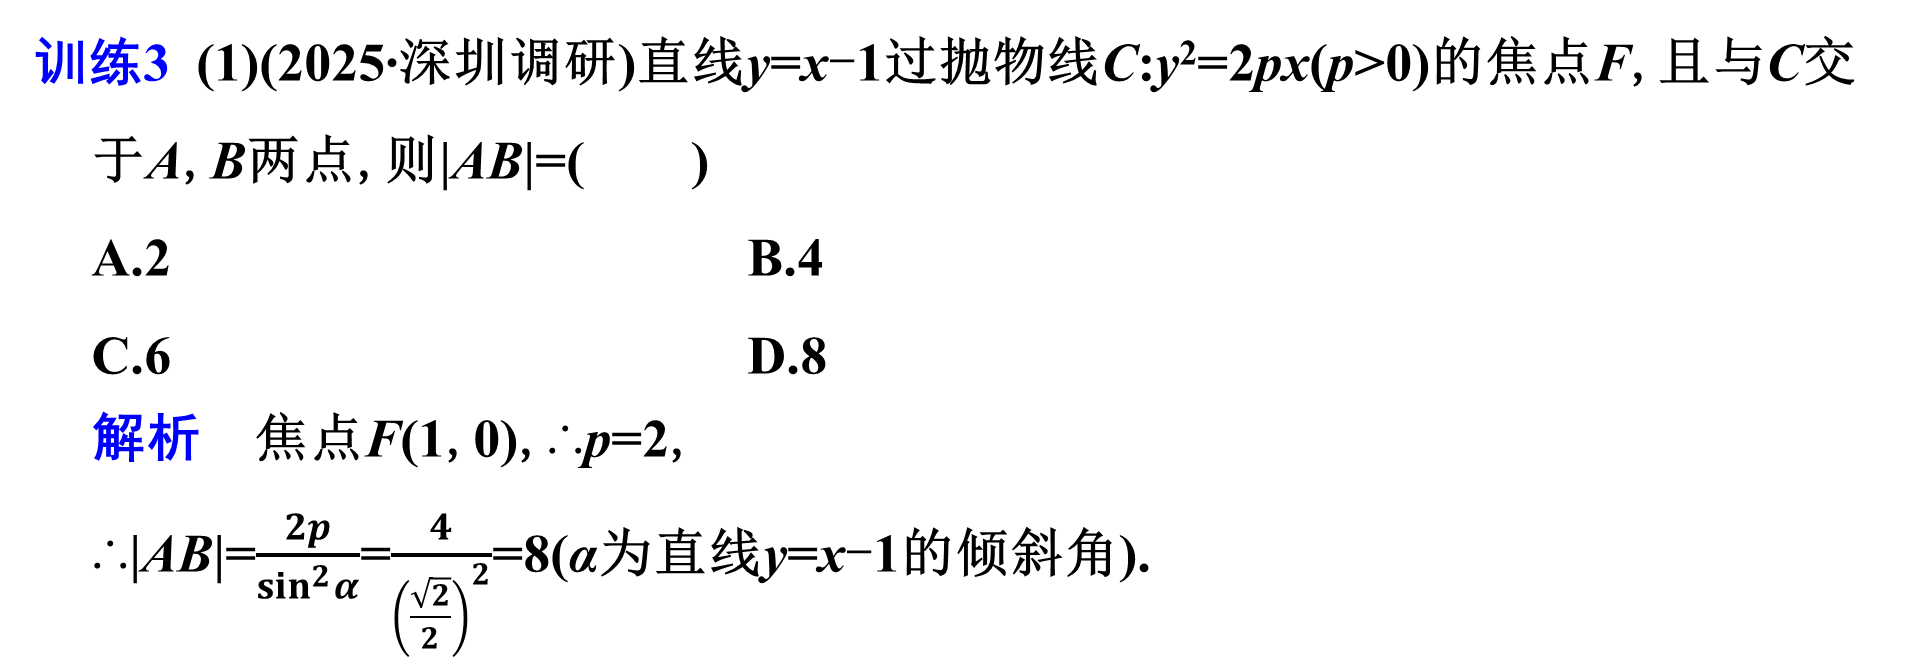 训练3 (1)(2025·深圳调研)直线y=x-1过抛物线C:y²=2px(p>0)的焦点F,且与C交
于A,B两点,则|AB|=(  )
A.2 B.4
C.6 D.8
解析 焦点F(1,0),∴p=2,
∴|AB|=\frac{2p}{sin²α}=\frac{4}{(\frac{√2}{2})²}=8(α为直线y=x-1的倾斜角).